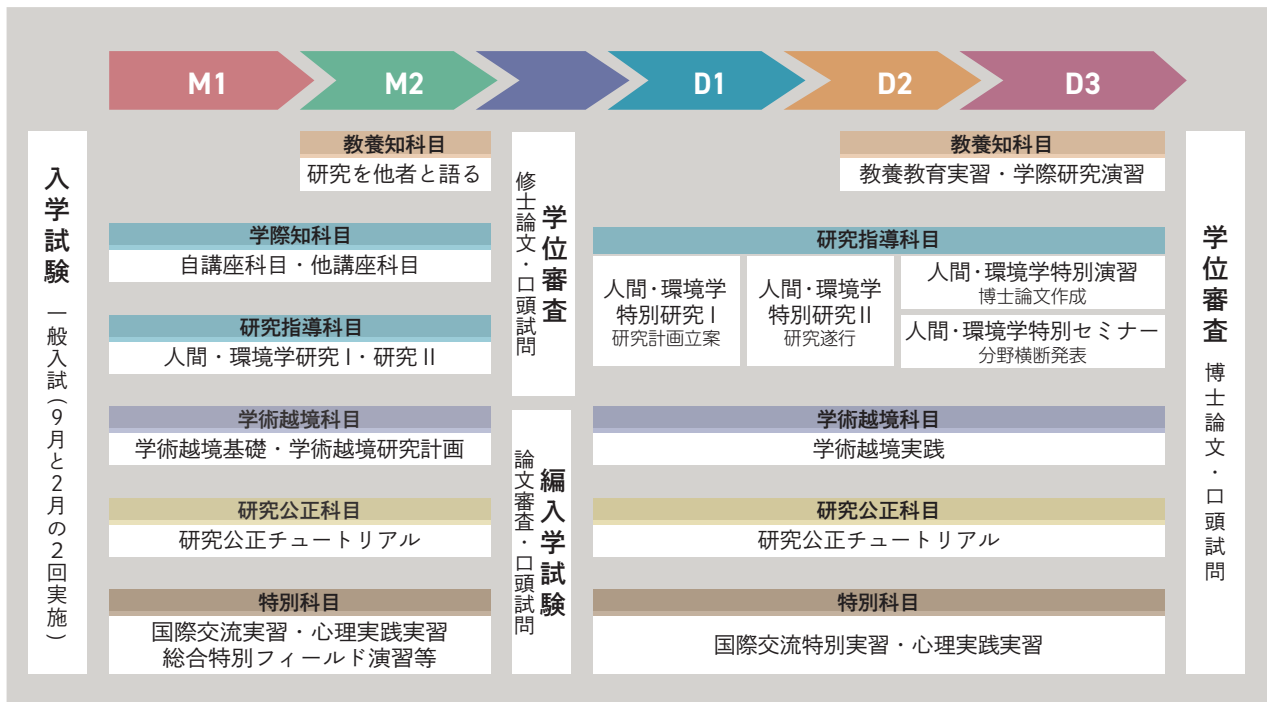 M1
M2
D1
D2
D3
入学試験
一般入試(9月と2月の2回実施)
教養知科目
研究を他者と語る
学際知科目
自講座科目・他講座科目
研究指導科目
人間・環境学研究Ⅰ・研究Ⅱ
学術越境科目
学術越境基礎・学術越境研究計画
研究公正科目
研究公正チュートリアル
特別科目
国際交流実習・心理実践実習
総合特別フィールド演習等
学位審査
修士論文・口頭試問
編入学試験
論文審査・口頭試問
教養知科目
教養教育実習・学際研究演習
研究指導科目
人間・環境学
特別研究Ⅰ
研究計画立案
人間・環境学
特別研究Ⅱ
研究遂行
人間・環境学特別演習
博士論文作成
人間・環境学特別セミナー
分野横断発表
学術越境科目
学術越境実践
研究公正科目
研究公正チュートリアル
特別科目
国際交流特別実習・心理実践実習
学位審査
博士論文・口頭試問